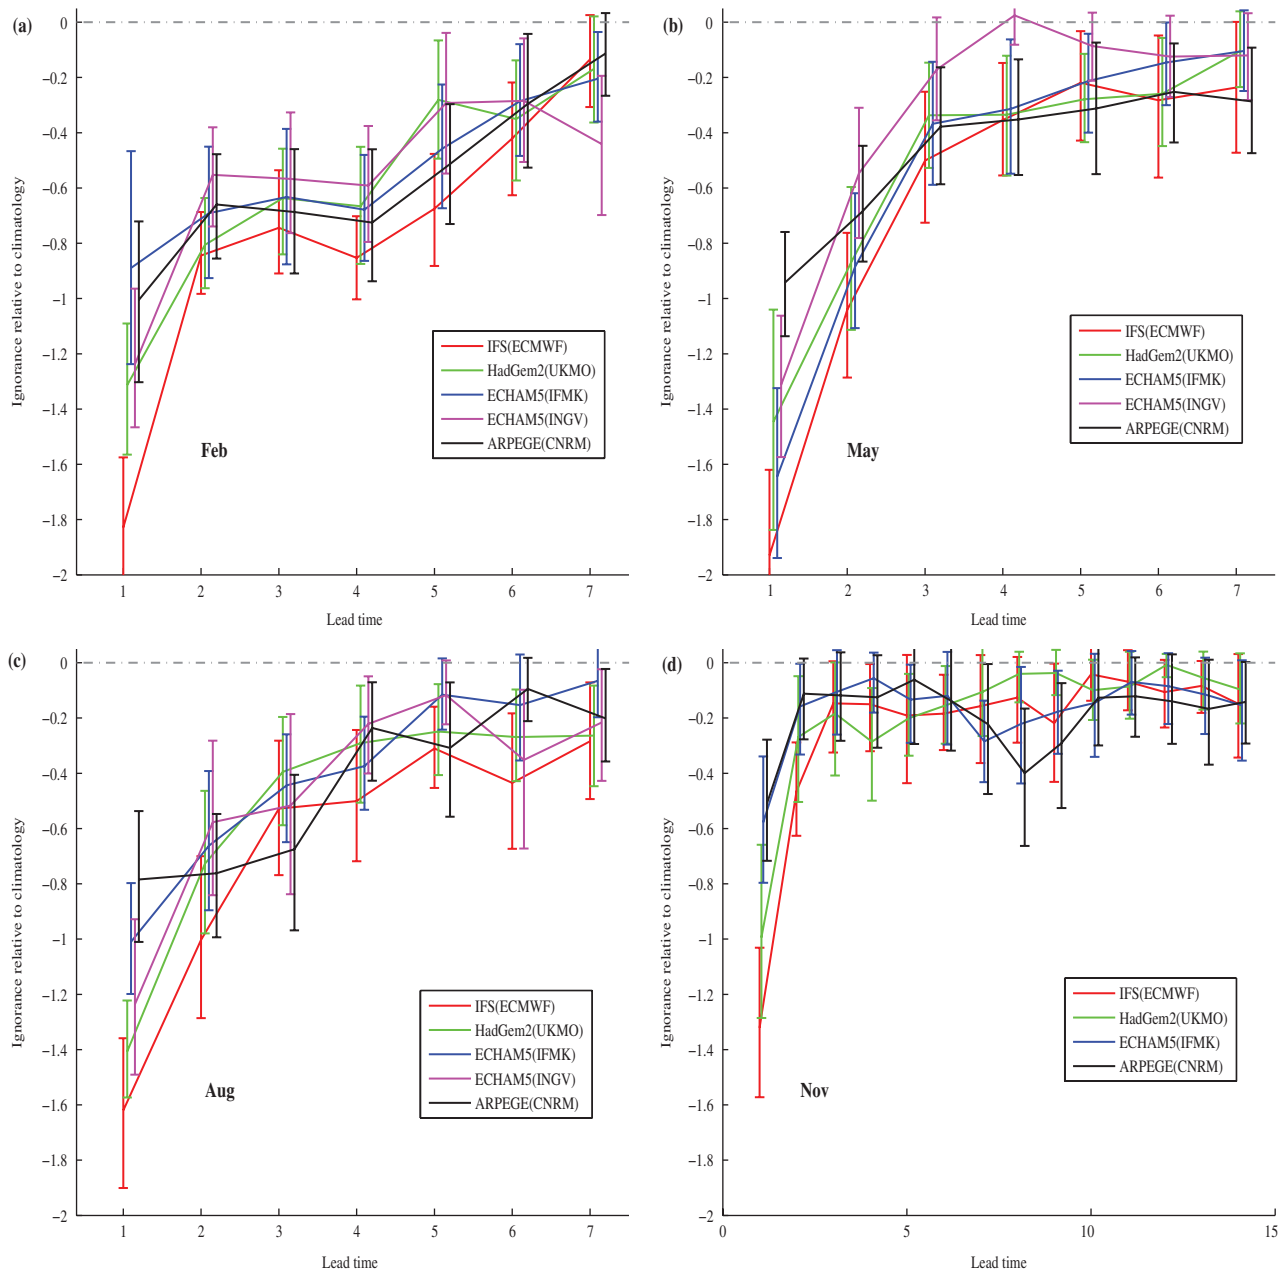 (a)
0
−0.2
−0.4
−0.6
−0.8
−1
−1.2
−1.4
−1.6
−1.8
−2
Ignorance relative to climatology
IFS(ECMWF)
HadGem2(UKMO)
ECHAM5(IFMK)
ECHAM5(INGV)
ARPEGE(CNRM)
Feb
1 2 3 4 5 6 7
Lead time
(b)
0
−0.2
−0.4
−0.6
−0.8
−1
−1.2
−1.4
−1.6
−1.8
−2
Ignorance relative to climatology
IFS(ECMWF)
HadGem2(UKMO)
ECHAM5(IFMK)
ECHAM5(INGV)
ARPEGE(CNRM)
May
1 2 3 4 5 6 7
Lead time
(c)
0
−0.2
−0.4
−0.6
−0.8
−1
−1.2
−1.4
−1.6
−1.8
−2
Ignorance relative to climatology
IFS(ECMWF)
HadGem2(UKMO)
ECHAM5(IFMK)
ECHAM5(INGV)
ARPEGE(CNRM)
Aug
1 2 3 4 5 6 7
Lead time
(d)
0
−0.2
−0.4
−0.6
−0.8
−1
−1.2
−1.4
−1.6
−1.8
−2
Ignorance relative to climatology
IFS(ECMWF)
HadGem2(UKMO)
ECHAM5(IFMK)
ARPEGE(CNRM)
Nov
0 5 10 15
Lead time